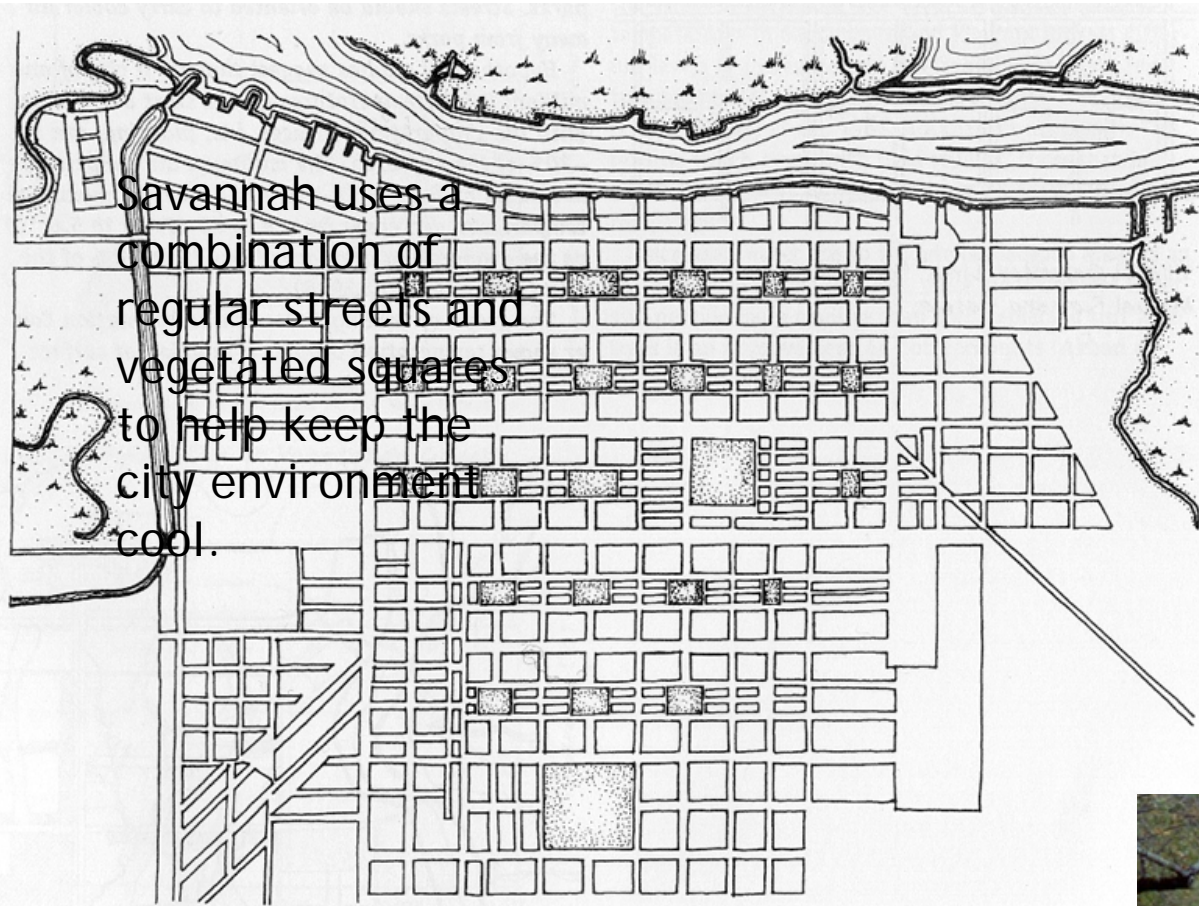 Savannah uses a
combination of
regular streets and
vegetated squares
to help keep the
city environment
cool.